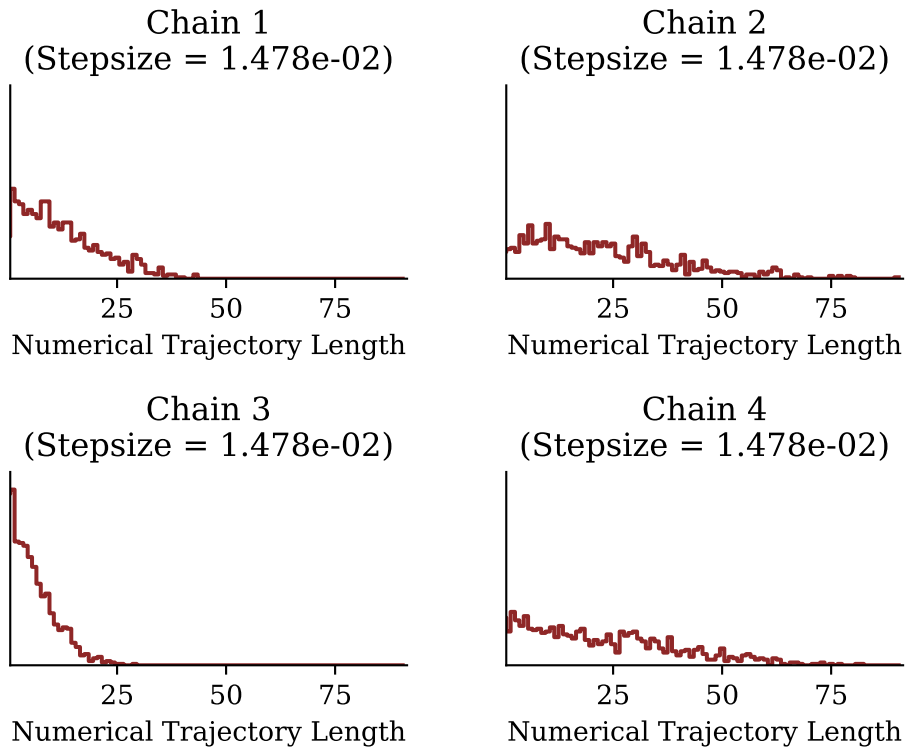 Chain 1
(Stepsize = 1.478e-02)
25 50 75
Numerical Trajectory Length
Chain 2
(Stepsize = 1.478e-02)
25 50 75
Numerical Trajectory Length
Chain 3
(Stepsize = 1.478e-02)
25 50 75
Numerical Trajectory Length
Chain 4
(Stepsize = 1.478e-02)
25 50 75
Numerical Trajectory Length